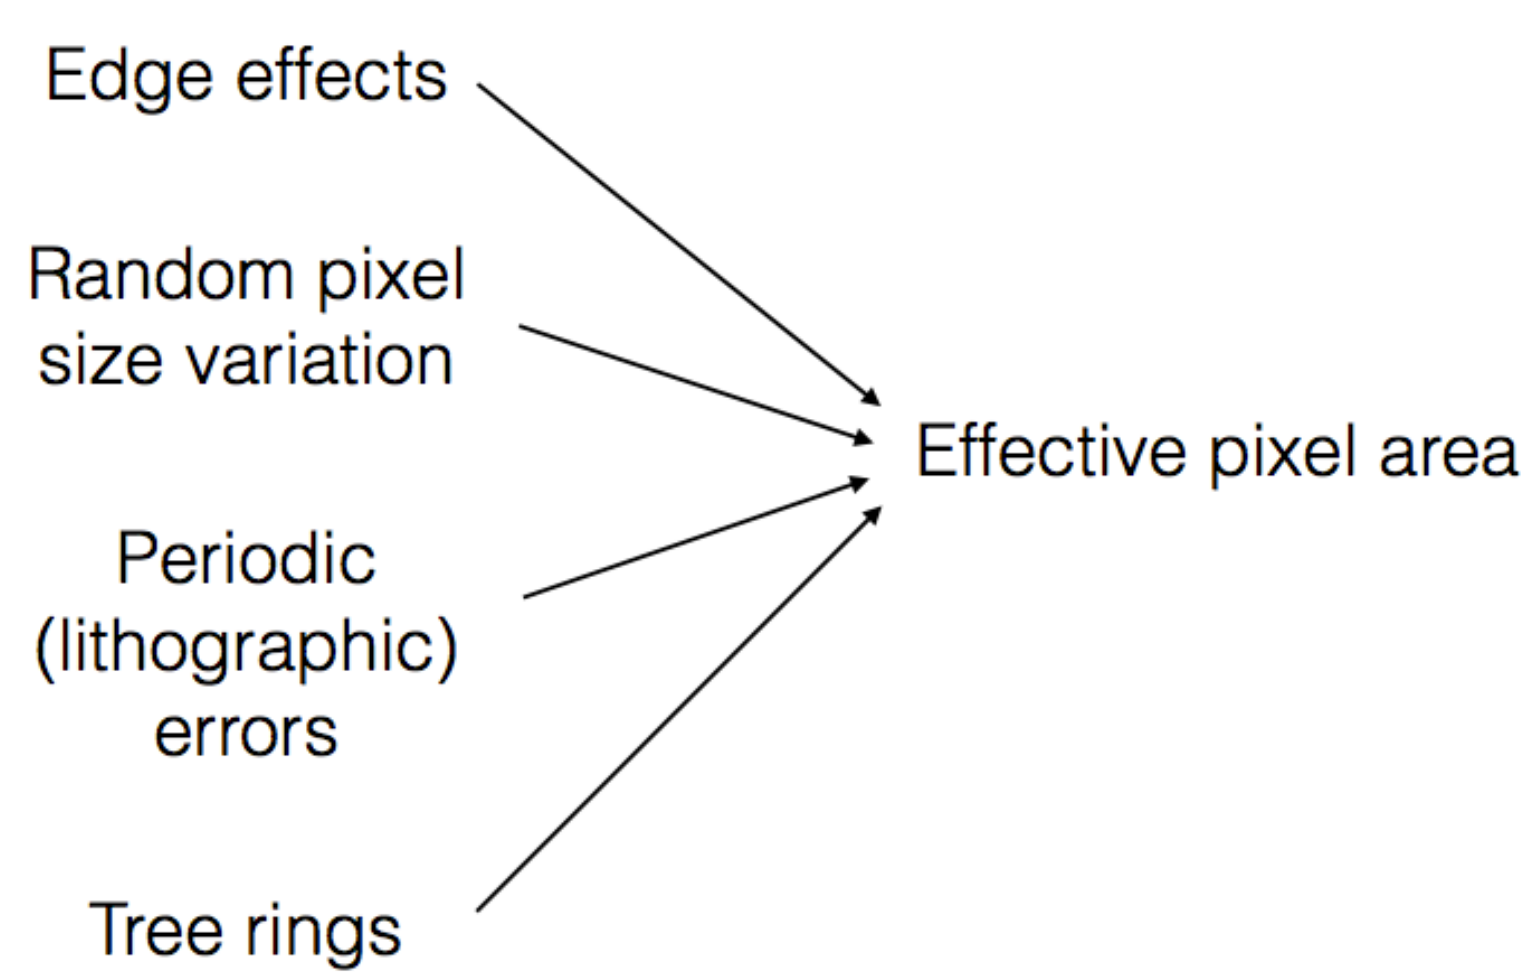 Edge effects
Random pixel
size variation
Effective pixel area
Periodic
(lithographic)
errors
Tree rings